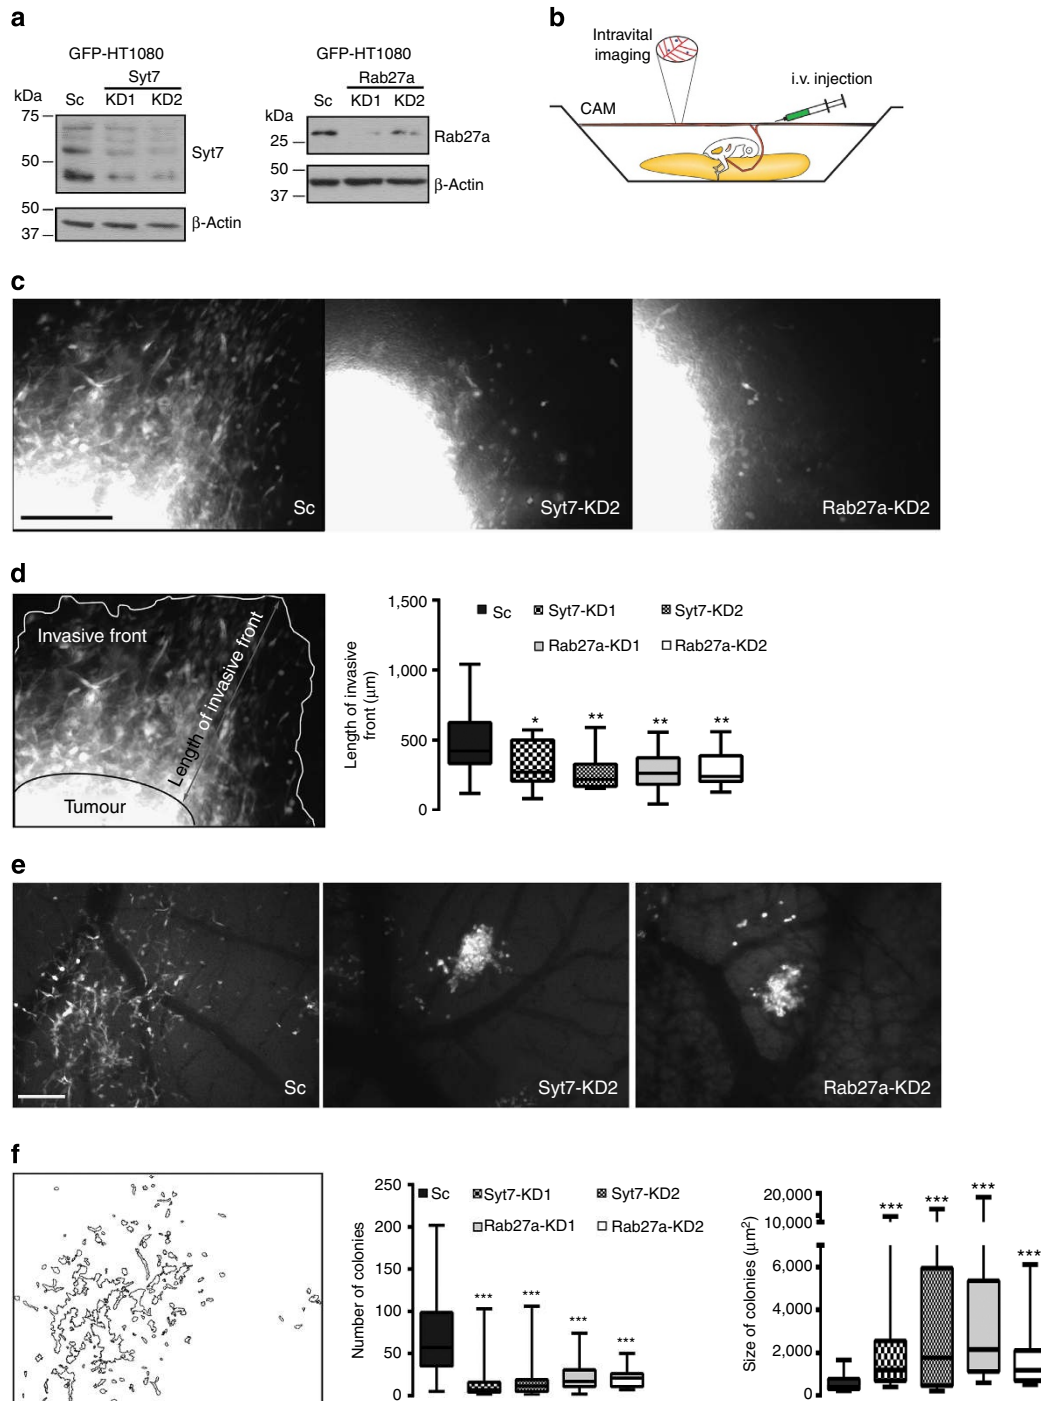 a
GFP-HT1080
Syt7
kDa
Sc KD1 KD2
75
50
Syt7
50
37
β-Actin
GFP-HT1080
Rab27a
kDa
Sc KD1 KD2
25
Rab27a
50
37
β-Actin
b
Intravital
imaging
i.v. injection
CAM
c
Sc
Syt7-KD2
Rab27a-KD2
d
Invasive front
Length of invasive front
Tumour
Length of invasive
front (μm)
1,500
1,000
500
0
Sc Syt7-KD1 Syt7-KD2
Rab27a-KD1 Rab27a-KD2
* ** ** **
e
Sc
Syt7-KD2
Rab27a-KD2
f
Number of colonies
250
200
150
100
50
0
Sc Syt7-KD1 Syt7-KD2
Rab27a-KD1 Rab27a-KD2
*** *** *** ***
Size of colonies (μm²)
20,000
10,000
6,000
4,000
2,000
0
*** *** *** ***